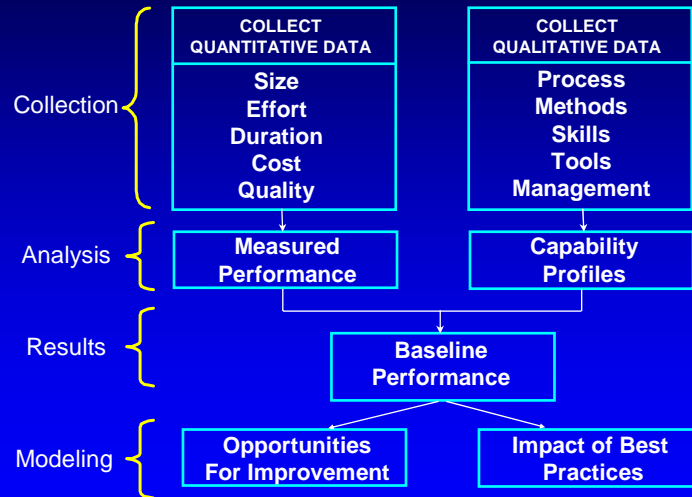 Collection
COLLECT
QUANTITATIVE DATA
Size
Effort
Duration
Cost
Quality
COLLECT
QUALITATIVE DATA
Process
Methods
Skills
Tools
Management
Analysis
Measured
Performance
Capability
Profiles
Results
Baseline
Performance
Modeling
Opportunities
For Improvement
Impact of Best
Practices